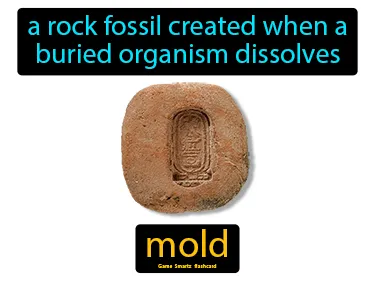 a rock fossil created when a
buried organism dissolves
mold
Game Smartz flashcard